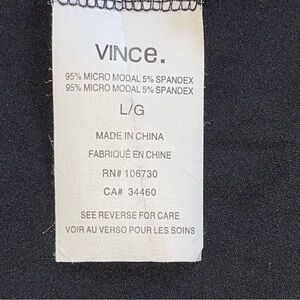 VINCe.
95% MICRO MODAL 5% SPANDEX
95% MICRO MODAL 5% SPANDEX
L/G
MADE IN CHINA
FABRIQUÉ EN CHINE
RN# 106730
CA# 34460
SEE REVERSE FOR CARE
VOIR AU VERSO POUR LES SOINS